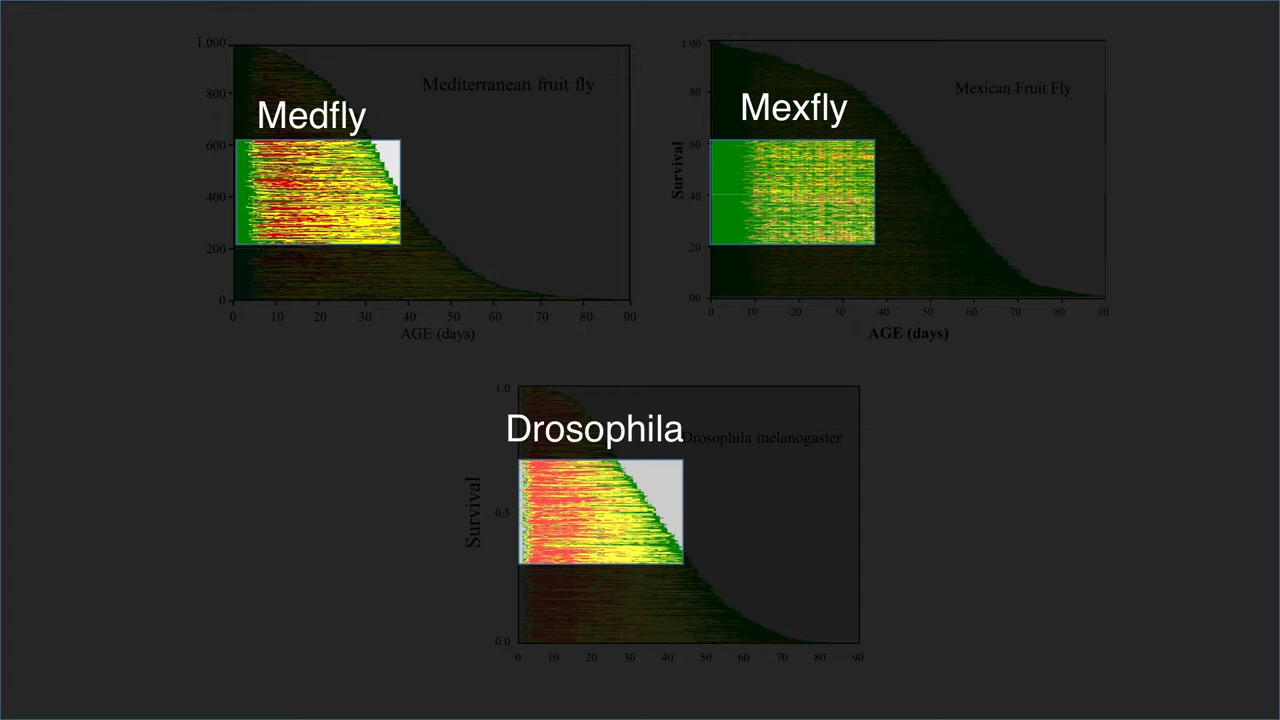 1.000
Mediterranean fruit fly
Medfly
800
600
400
200
0
0 10 20 30 40 50 60 70 80 90
AGE (days)
1.00
Mexican Fruit Fly
Mexfly
80
60
40
20
.00
Survival
0 10 20 30 40 50 60 70 80 90
AGE (days)
1.0
Drosophila
Drosophila melanogaster
0.5
0.0
Survival
0 10 20 30 40 50 60 70 80 90